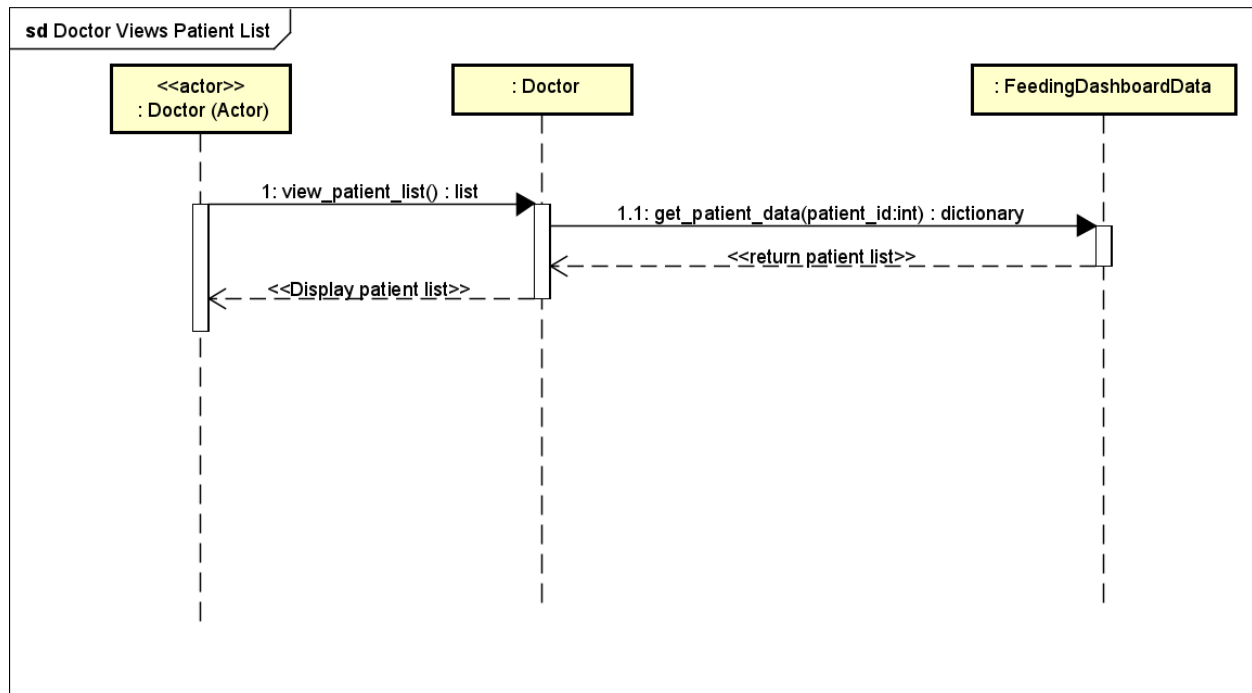 sd Doctor Views Patient List
<<actor>>
: Doctor (Actor)
: Doctor
: FeedingDashboardData
1: view_patient_list() : list
1.1: get_patient_data(patient_id:int) : dictionary
<<return patient list>>
<<Display patient list>>